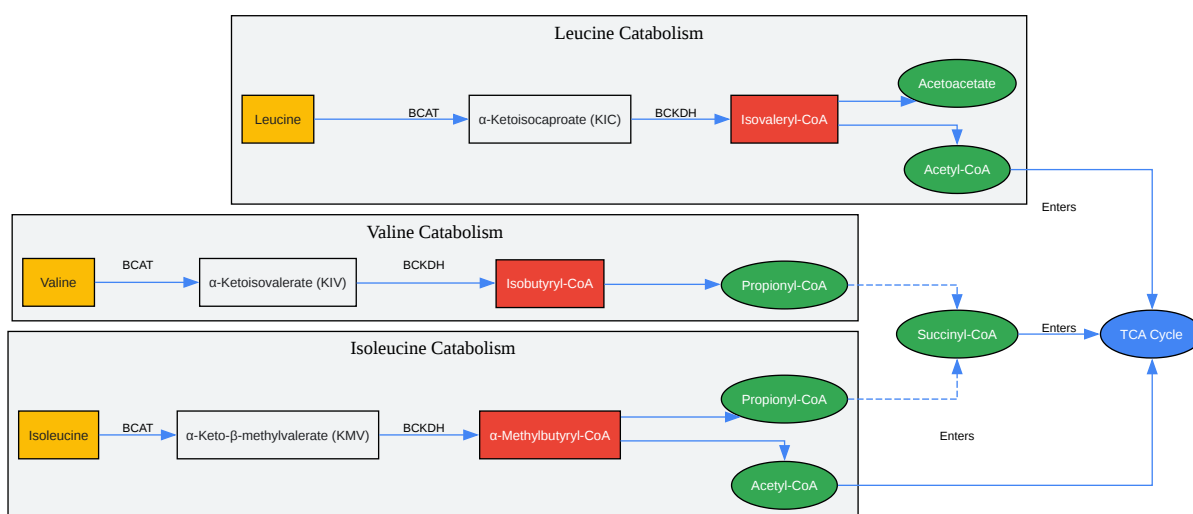 Leucine Catabolism
Leucine
BCAT
α-Ketoisocaproate (KIC)
BCKDH
Isovaleryl-CoA
Acetoacetate
Acetyl-CoA
Enters
Valine Catabolism
Valine
BCAT
α-Ketoisovalerate (KIV)
BCKDH
Isobutyryl-CoA
Propionyl-CoA
Succinyl-CoA
Enters
TCA Cycle
Isoleucine Catabolism
Isoleucine
BCAT
α-Keto-β-methylvalerate (KMV)
BCKDH
α-Methylbutyryl-CoA
Propionyl-CoA
Acetyl-CoA
Enters